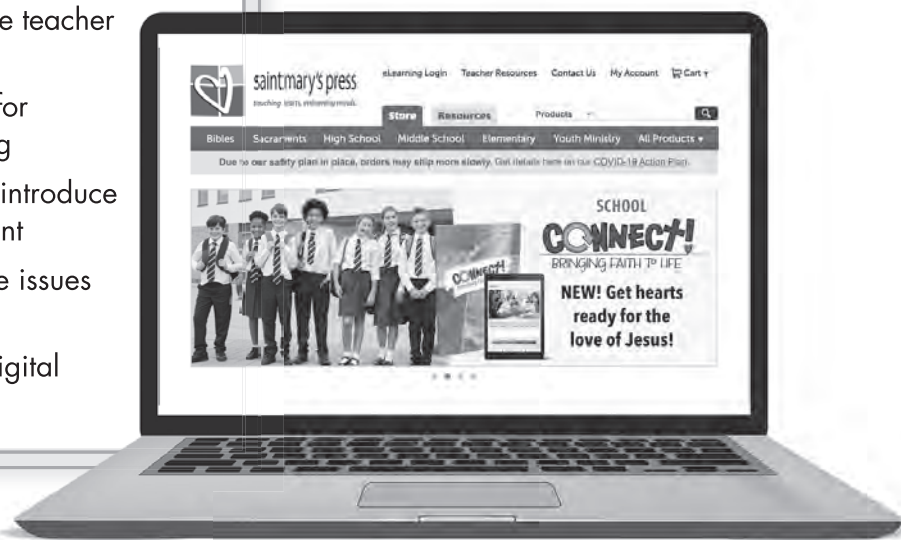 e teacher
for
g
introduce
nt
e issues
igital
saint mary's press
touching hearts, enlivening minds.
eLearning Login Teacher Resources Contact Us My Account Cart
Store Resources Products
Bibles Sacraments High School Middle School Elementary Youth Ministry All Products
Due to our safety plan in place, orders may ship more slowly. Get details here on our COVID-19 Action Plan.
CONNECT!
SCHOOL
CONNECT!
BRINGING FAITH TO LIFE
NEW! Get hearts
ready for the
love of Jesus!